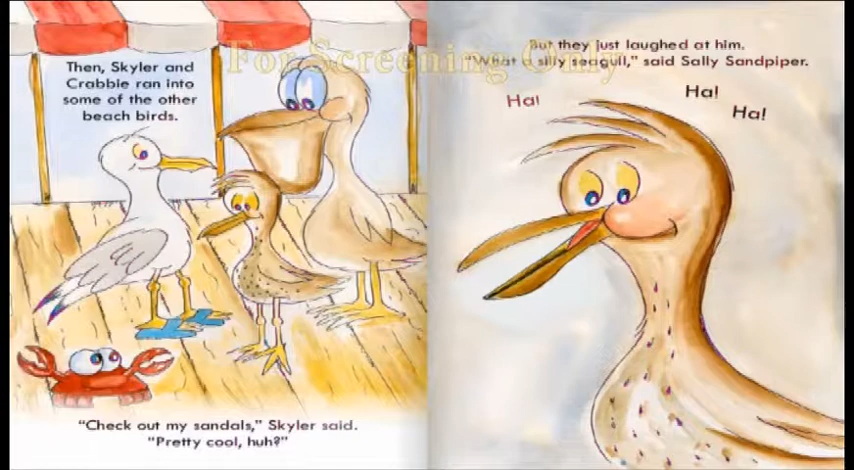 Then, Skyler and
Crabbie ran into
some of the other
beach birds.
"Check out my sandals," Skyler said.
"Pretty cool, huh?"
For Screening Only
But they just laughed at him.
"What a silly seagull," said Sally Sandpiper.
Ha!
Ha!
Ha!